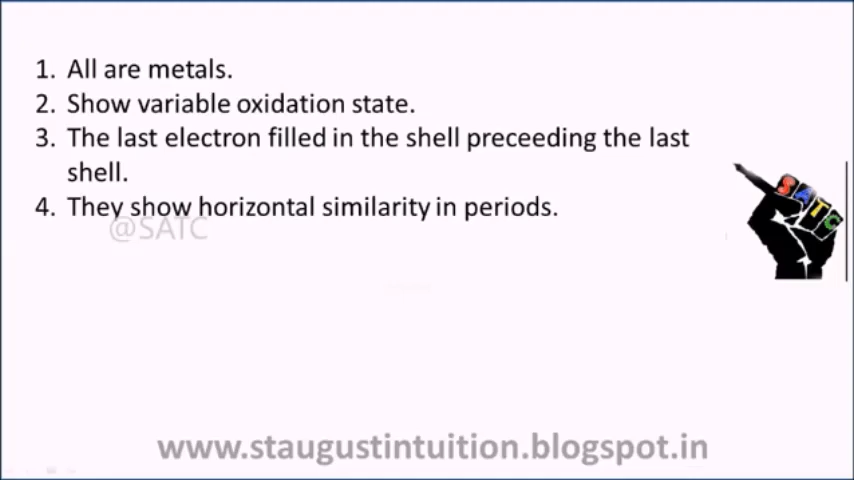 1. All are metals.
2. Show variable oxidation state.
3. The last electron filled in the shell preceeding the last
shell.
4. They show horizontal similarity in periods.
@SATC
SATC
www.staugustintuition.blogspot.in